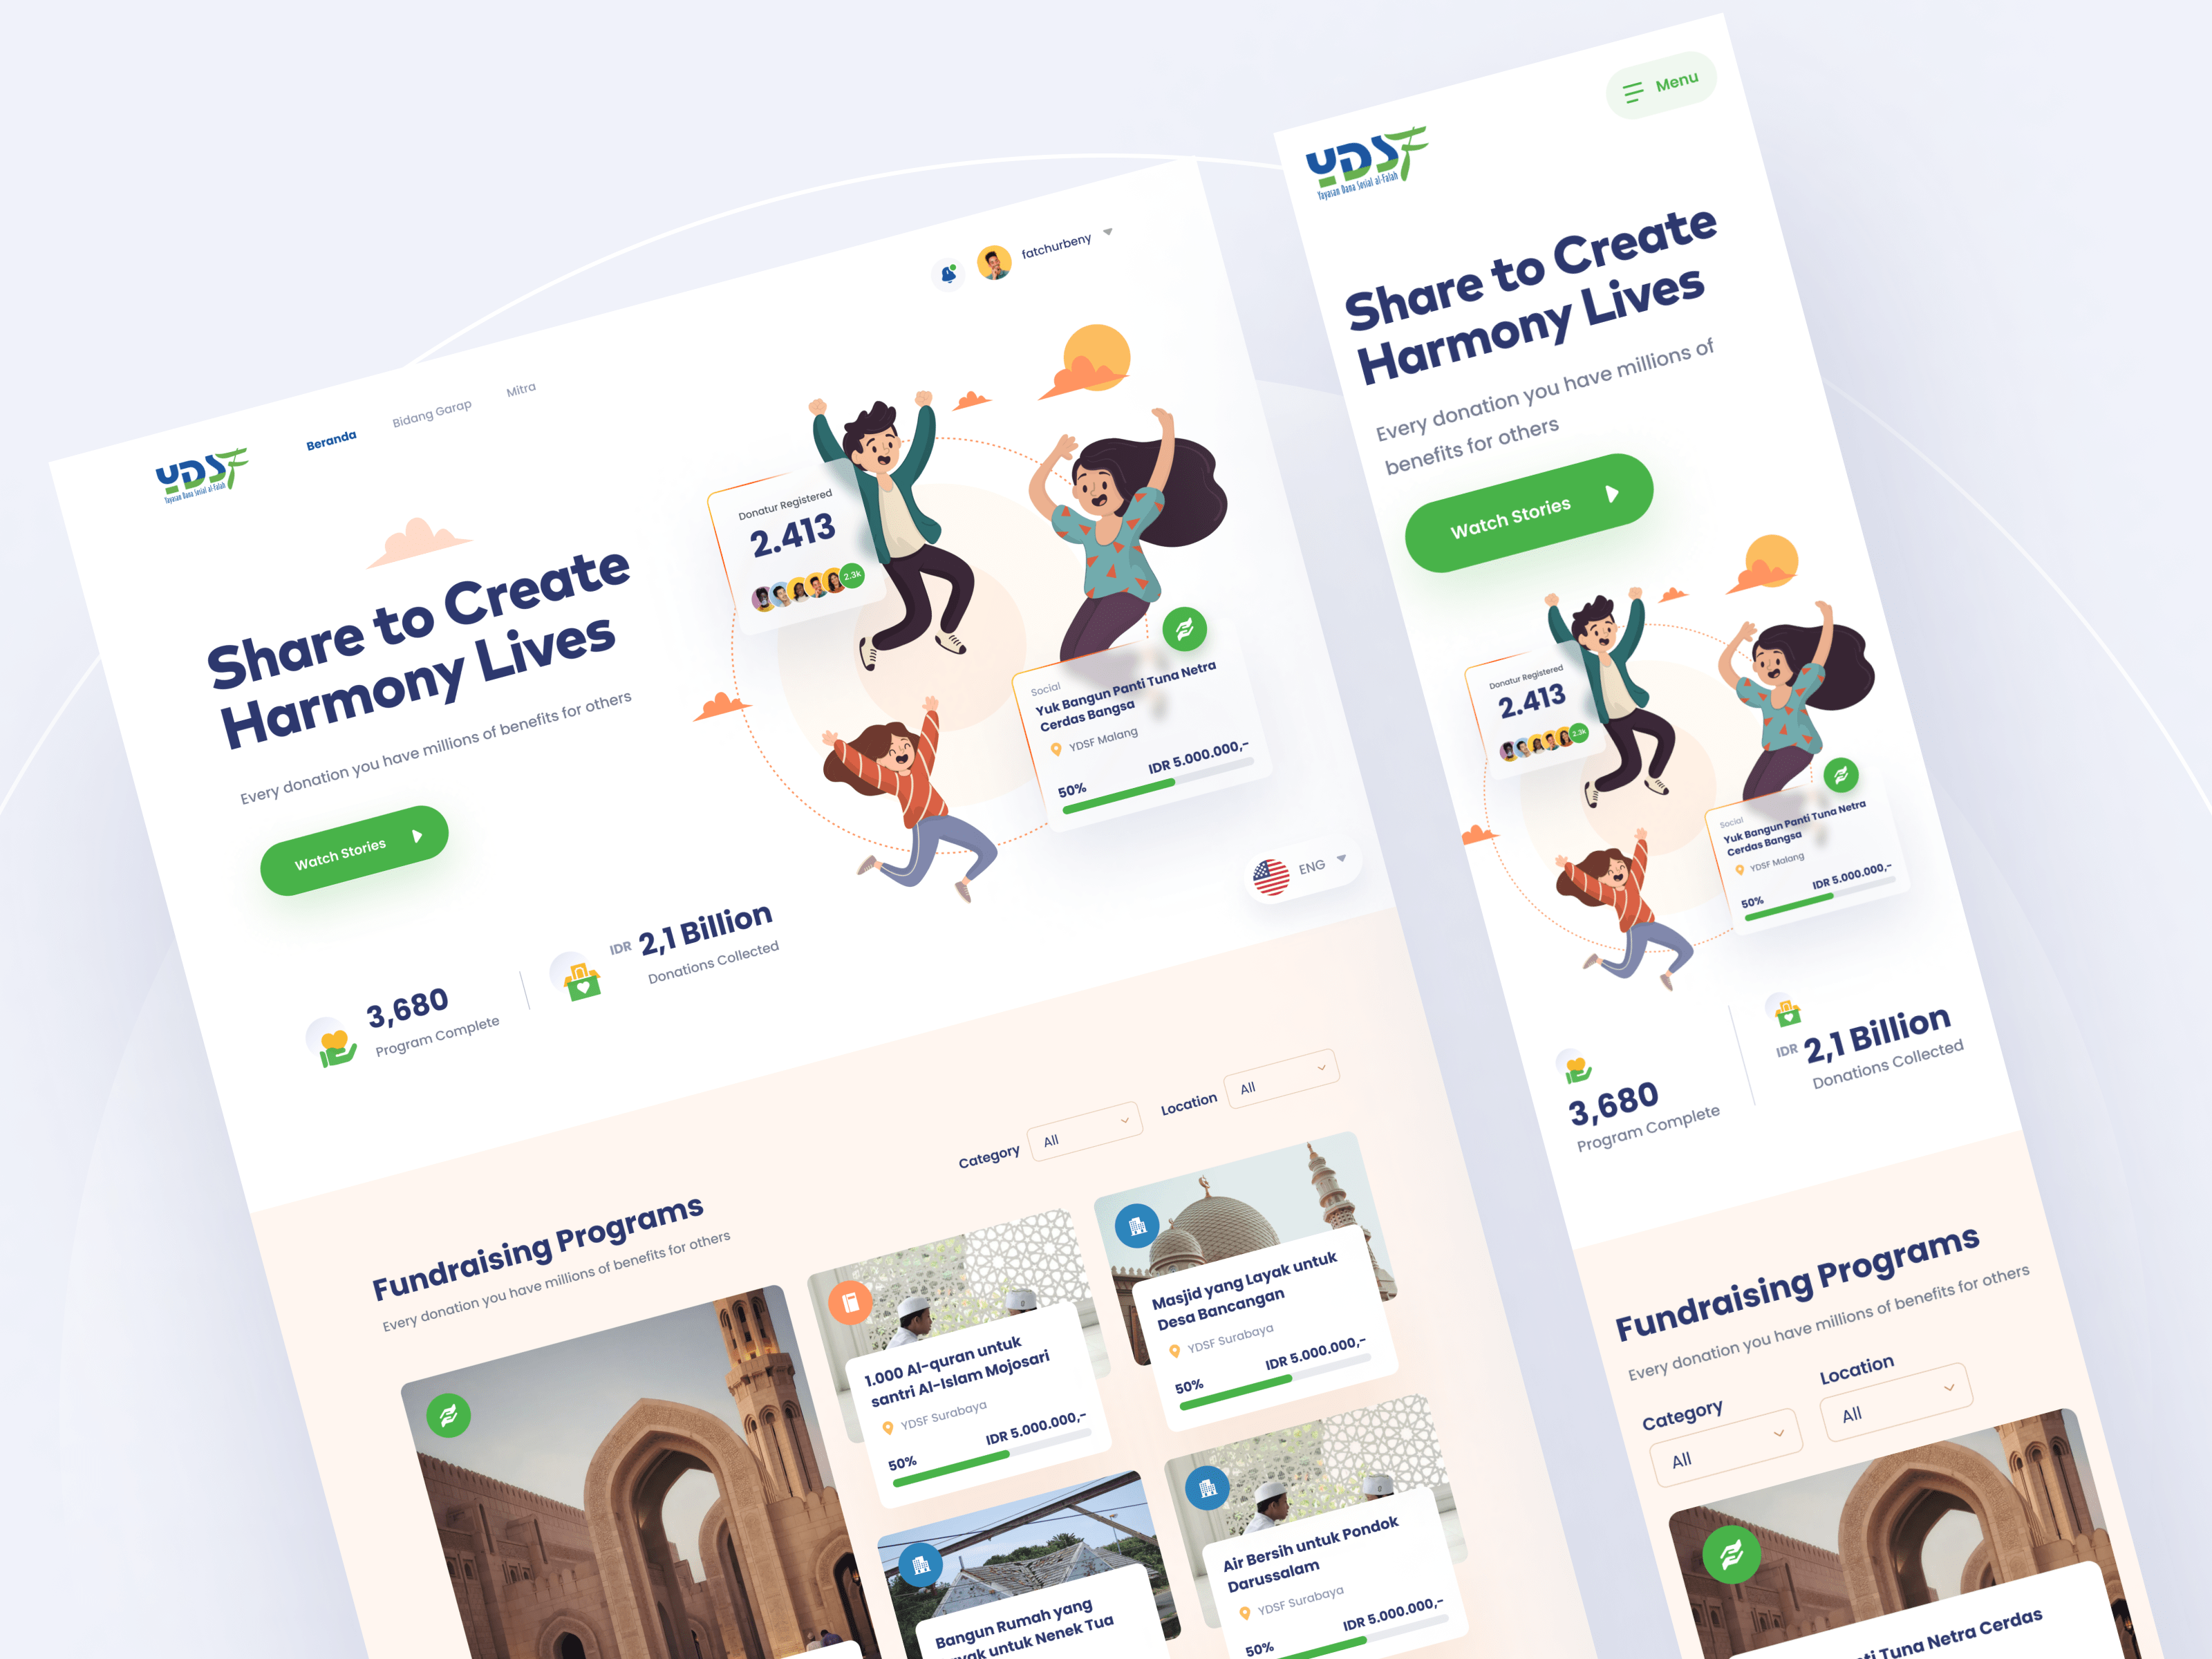 YDSF
Yayasan Dana Sosial al-Falah
Beranda
Bidang Garap
Mitra
fatchurbeny
Share to Create
Harmony Lives
Every donation you have millions of benefits for others
Watch Stories
Donatur Registered
2.413
2.3k
Social
Yuk Bangun Panti Tuna Netra
Cerdas Bangsa
YDSF Malang
50%
IDR 5.000.000,-
ENG
3,680
Program Complete
IDR 2,1 Billion
Donations Collected
Fundraising Programs
Every donation you have millions of benefits for others
Category
All
Location
All
1.000 Al-quran untuk
santri Al-Islam Mojosari
YDSF Surabaya
50%
IDR 5.000.000,-
Masjid yang Layak untuk
Desa Bancangan
YDSF Surabaya
50%
IDR 5.000.000,-
Bangun Rumah yang
untuk Nenek Tua
Air Bersih untuk Pondok
Darussalam
YDSF Surabaya
50%
IDR 5.000.000,-
Menu
YDSF
Yayasan Dana Sosial al-Falah
Share to Create
Harmony Lives
Every donation you have millions of
benefits for others
Watch Stories
Donatur Registered
2.413
2.3k
Social
Yuk Bangun Panti Tuna Netra
Cerdas Bangsa
YDSF Malang
50%
IDR 5.000.000,-
3,680
Program Complete
IDR 2,1 Billion
Donations Collected
Fundraising Programs
Every donation you have millions of benefits for others
Category
All
Location
All
Tuna Netra Cerdas